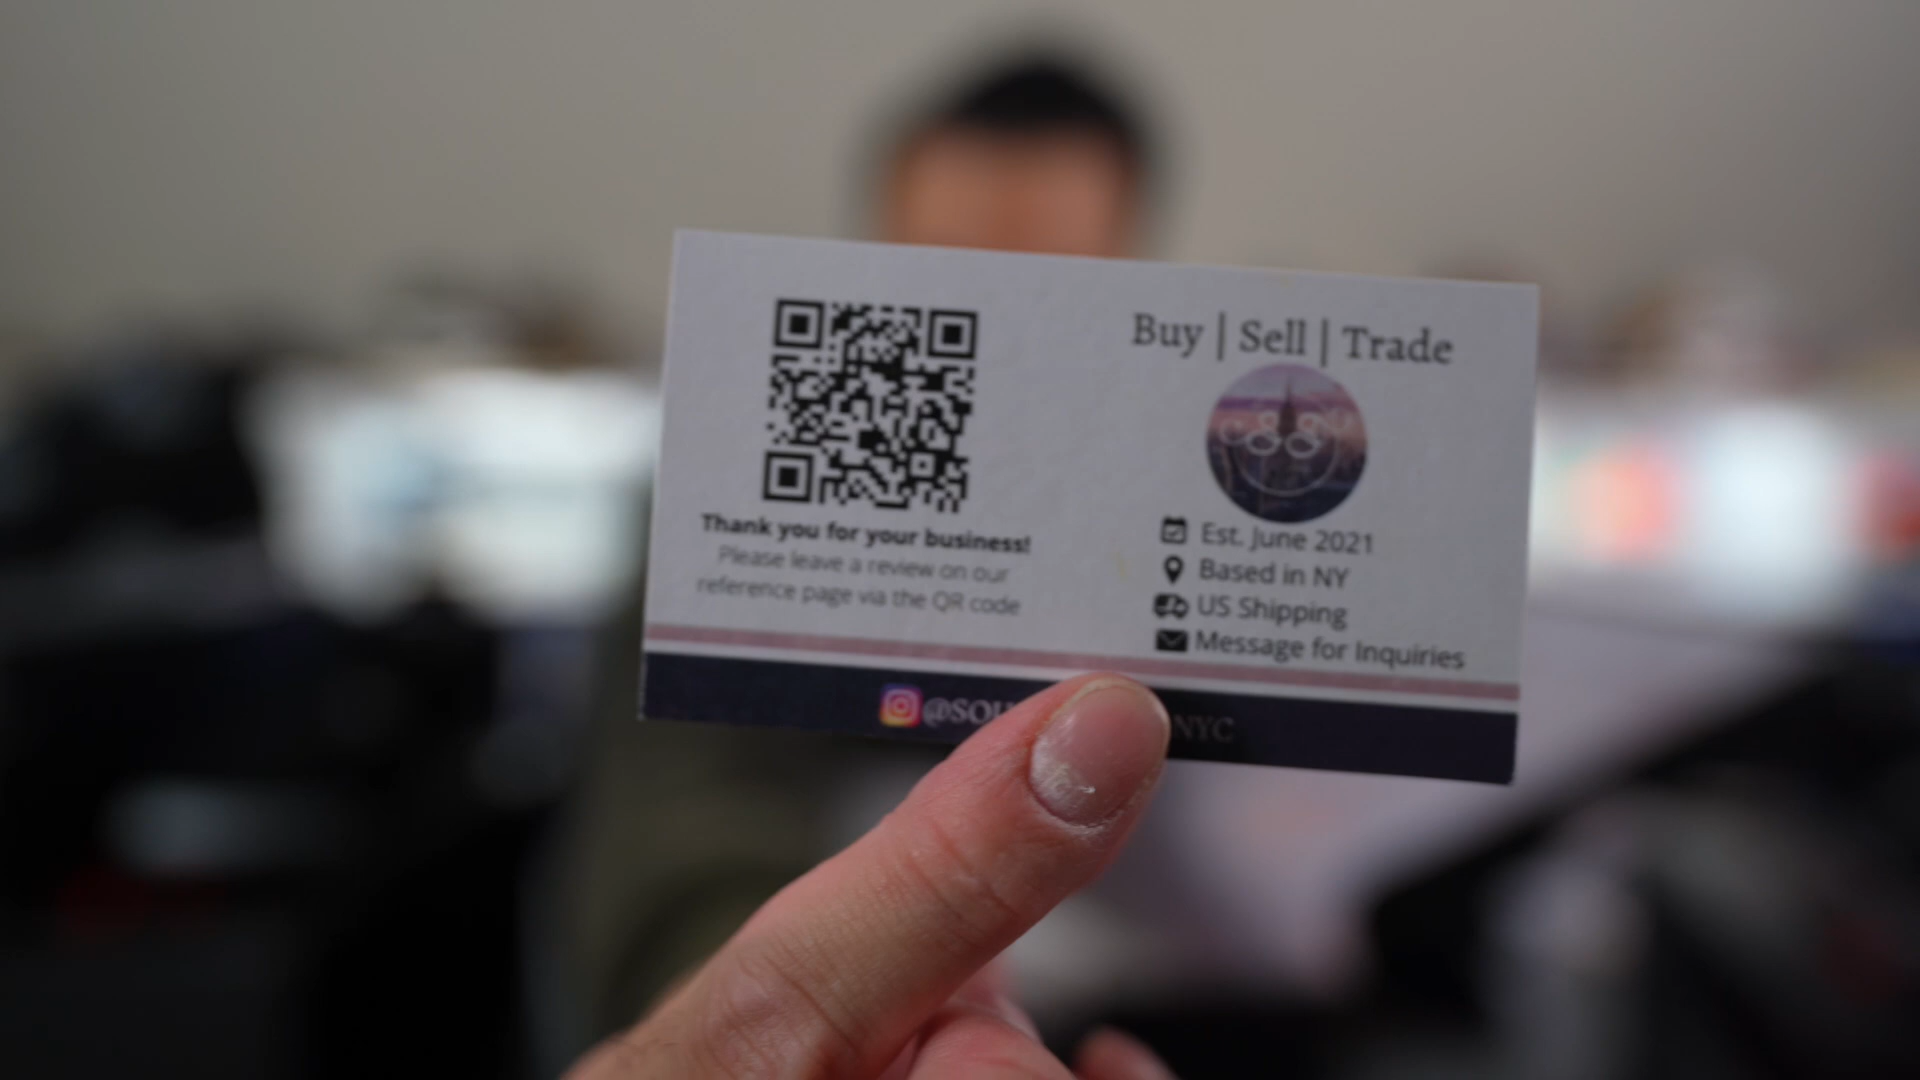 Buy | Sell | Trade
Thank you for your business!
Please leave a review on our
reference page via the QR code
Est. June 2021
Based in NY
US Shipping
Message for Inquiries
@SOU NYC